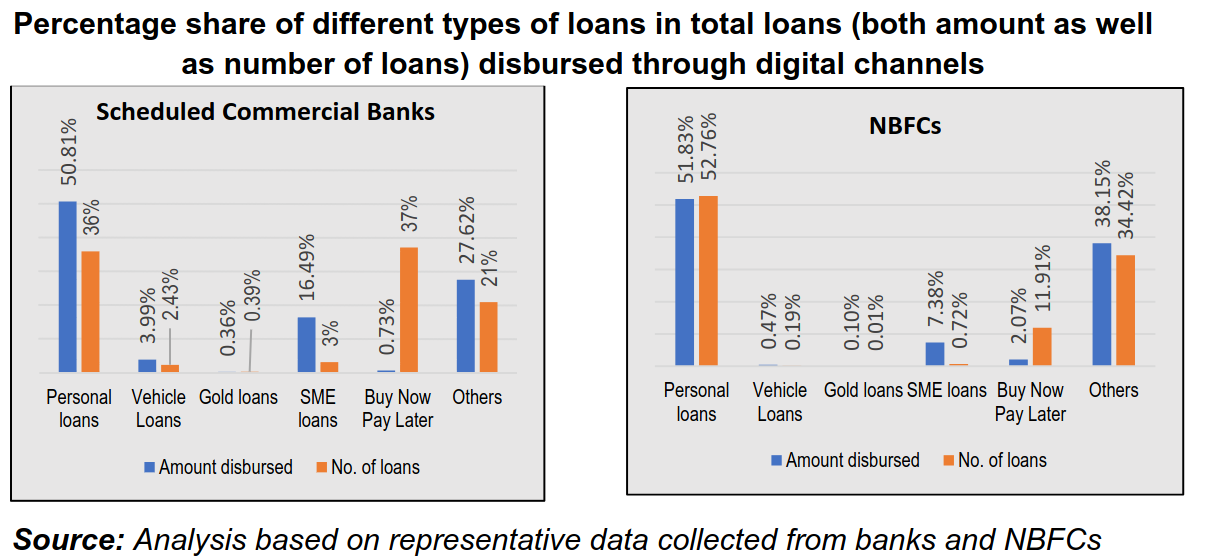 Percentage share of different types of loans in total loans (both amount as well
as number of loans) disbursed through digital channels
Scheduled Commercial Banks
50.81%
36%
3.99%
2.43%
0.36%
0.39%
16.49%
3%
0.73%
37%
27.62%
21%
Personal loans
Vehicle Loans
Gold loans
SME loans
Buy Now Pay Later
Others
Amount disbursed
No. of loans
NBFCs
51.83%
52.76%
0.47%
0.19%
0.10%
0.01%
7.38%
0.72%
2.07%
11.91%
38.15%
34.42%
Personal loans
Vehicle Loans
Gold loans
SME loans
Buy Now Pay Later
Others
Amount disbursed
No. of loans
Source: Analysis based on representative data collected from banks and NBFCs